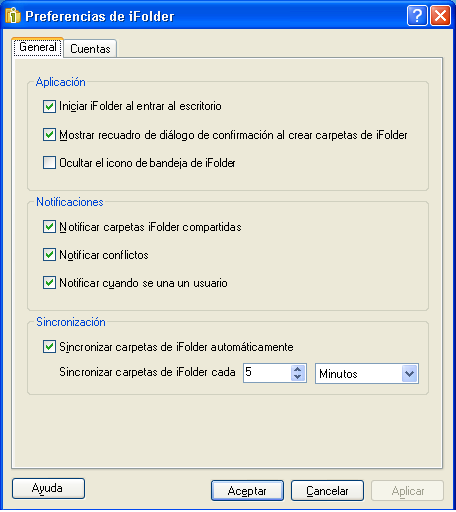 Preferencias de iFolder
General
Cuentas
Aplicación
Iniciar iFolder al entrar al escritorio
Mostrar recuadro de diálogo de confirmación al crear carpetas de iFolder
Ocultar el icono de bandeja de iFolder
Notificaciones
Notificar carpetas iFolder compartidas
Notificar conflictos
Notificar cuando se una un usuario
Sincronización
Sincronizar carpetas de iFolder automáticamente
Sincronizar carpetas de iFolder cada 5 Minutos
Ayuda
Aceptar
Cancelar
Aplicar